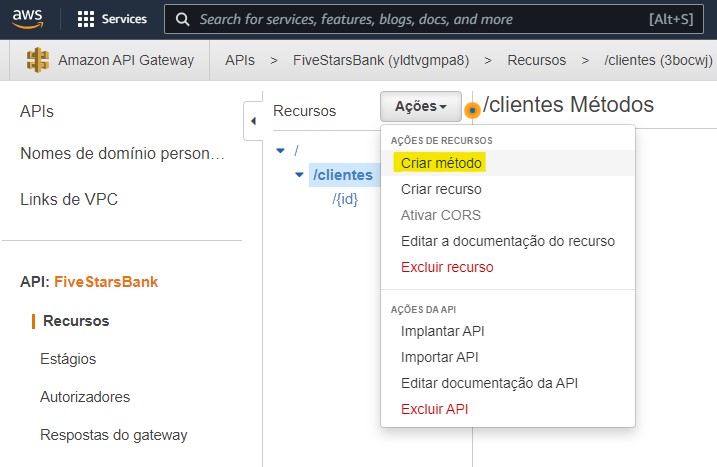 aws
Services
Search for services, features, blogs, docs, and more
[Alt+S]
Amazon API Gateway
APIs > FiveStarsBank (yldtvgmpa8) > Recursos > /clientes (3bocwj)
APIs
Nomes de domínio person…
Links de VPC
API: FiveStarsBank
Recursos
Estágios
Autorizadores
Respostas do gateway
Recursos
Ações
/
/clientes
/{id}
/clientes Métodos
AÇÕES DE RECURSOS
Criar método
Criar recurso
Ativar CORS
Editar a documentação do recurso
Excluir recurso
AÇÕES DA API
Implantar API
Importar API
Editar documentação da API
Excluir API